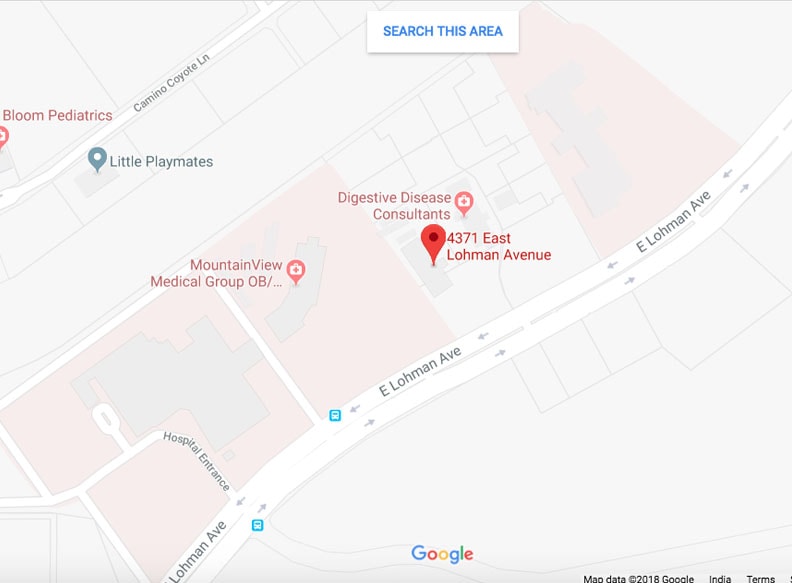 SEARCH THIS AREA
Camino Coyote Ln
Bloom Pediatrics
Little Playmates
Digestive Disease
Consultants
E Lohman Ave
4371 East
Lohman Avenue
MountainView
Medical Group OB/...
E Lohman Ave
Hospital Entrance
Lohman Ave
Google
Map data ©2018 Google India Terms